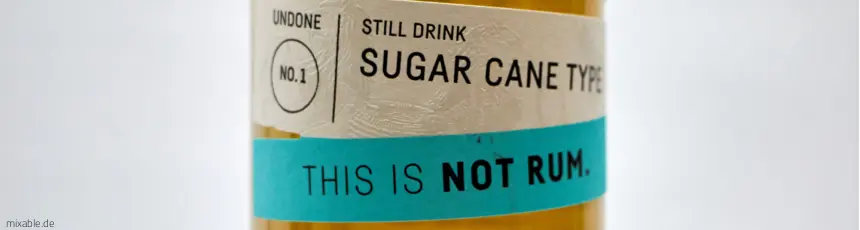 UNDONE
NO. 1
STILL DRINK
SUGAR CANE TYPE
THIS IS NOT RUM.
mixable.de